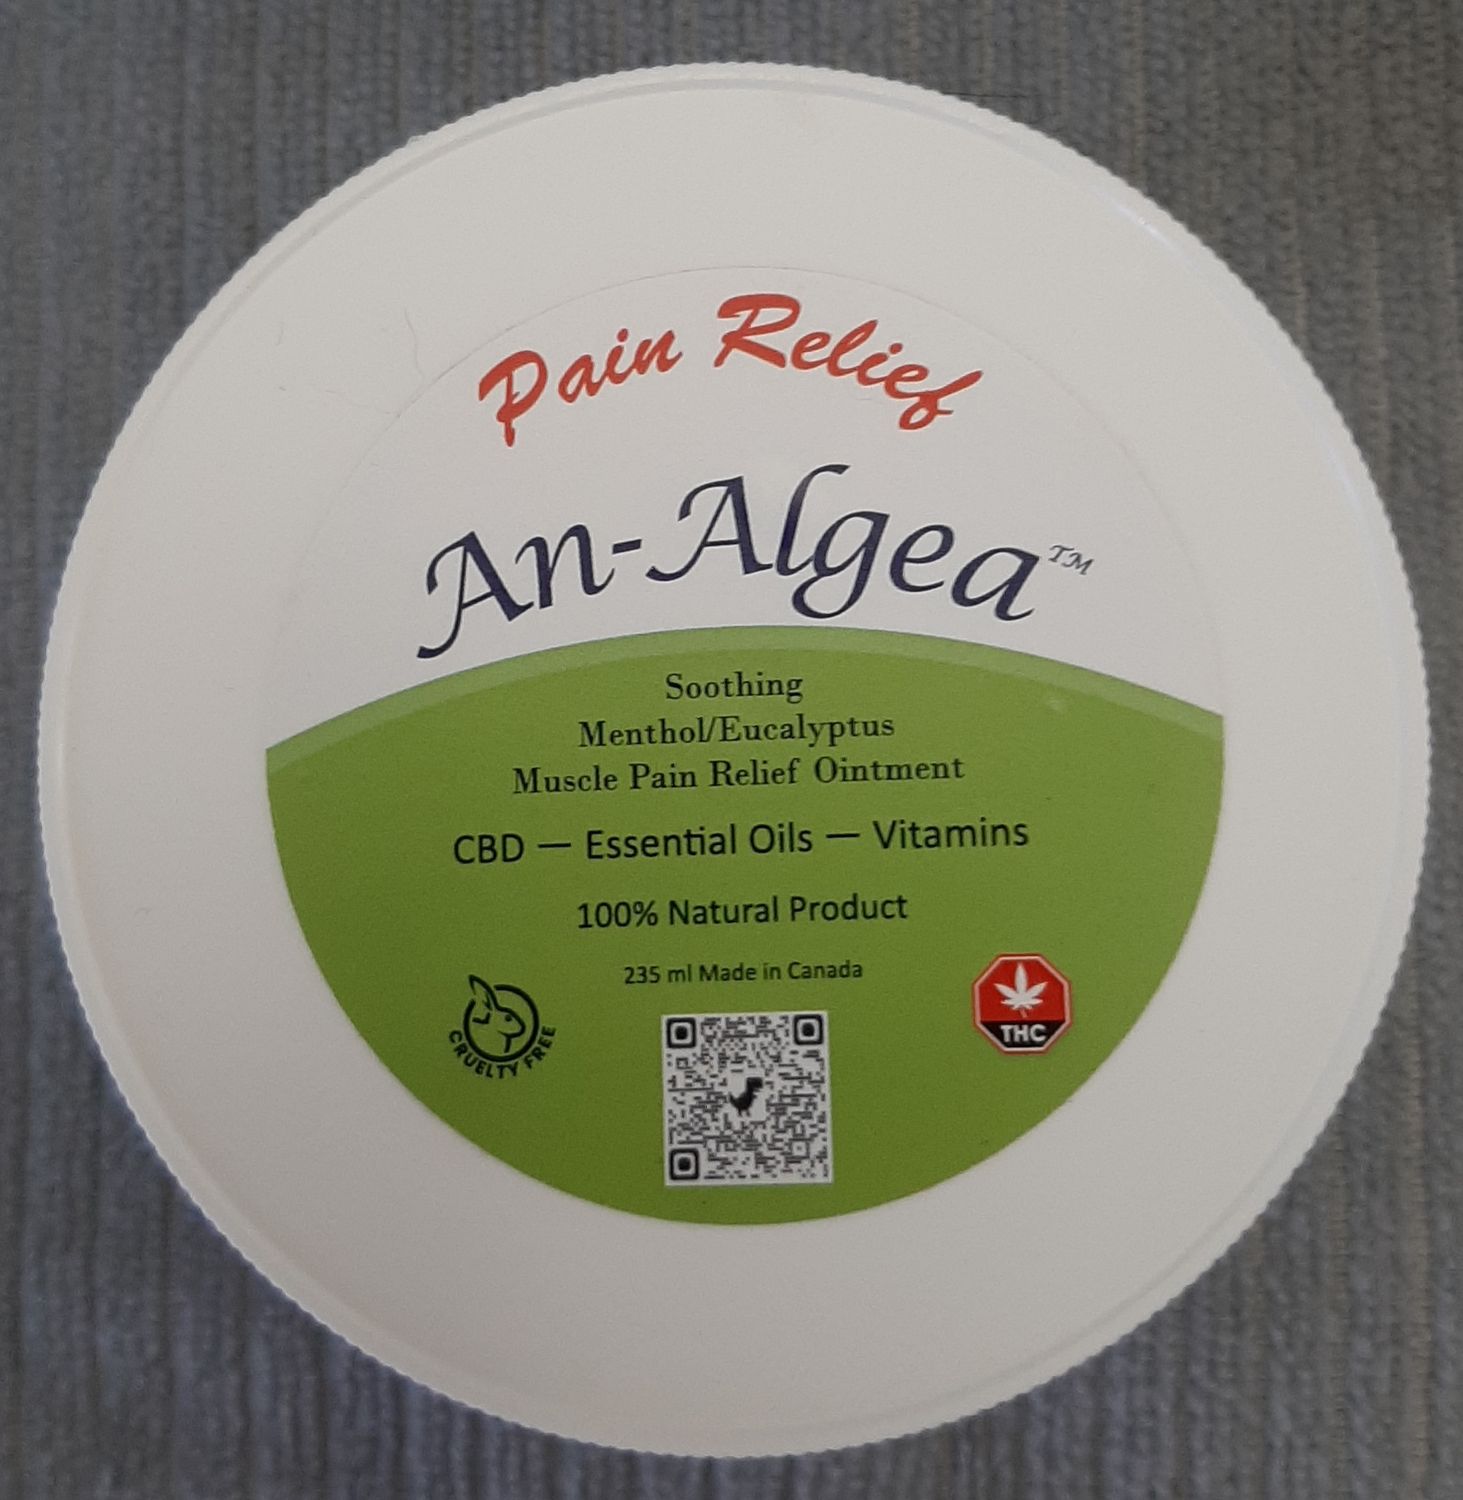 Pain Relief
An-Algea™
Soothing
Menthol/Eucalyptus
Muscle Pain Relief Ointment
CBD — Essential Oils — Vitamins
100% Natural Product
235 ml Made in Canada
CRUELTY FREE
THC